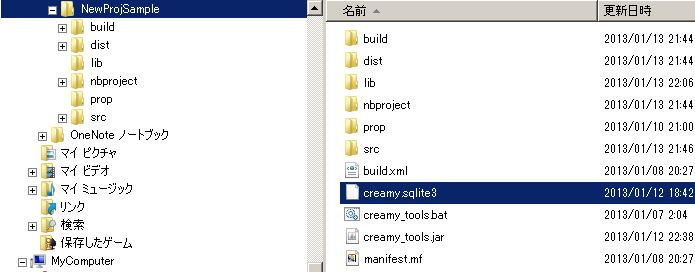 NewProjSample
build
dist
lib
nbproject
prop
src
OneNote ノートブック
マイ ピクチャ
マイ ビデオ
マイ ミュージック
リンク
検索
保存したゲーム
MyComputer
名前 更新日時
build 2013/01/13 21:44
dist 2013/01/13 21:44
lib 2013/01/13 22:06
nbproject 2013/01/13 21:44
prop 2013/01/10 21:00
src 2013/01/13 21:46
build.xml 2013/01/08 20:27
creamy.sqlite3 2013/01/12 18:42
creamy_tools.bat 2013/01/07 2:04
creamy_tools.jar 2013/01/12 22:38
manifest.mf 2013/01/08 20:27